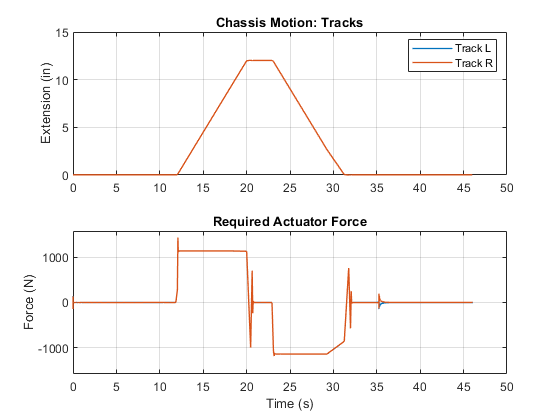 Chassis Motion: Tracks
15
10
5
0
Extension (in)
Track L
Track R
0 5 10 15 20 25 30 35 40 45 50
Required Actuator Force
1000
0
-1000
Force (N)
0 5 10 15 20 25 30 35 40 45 50
Time (s)